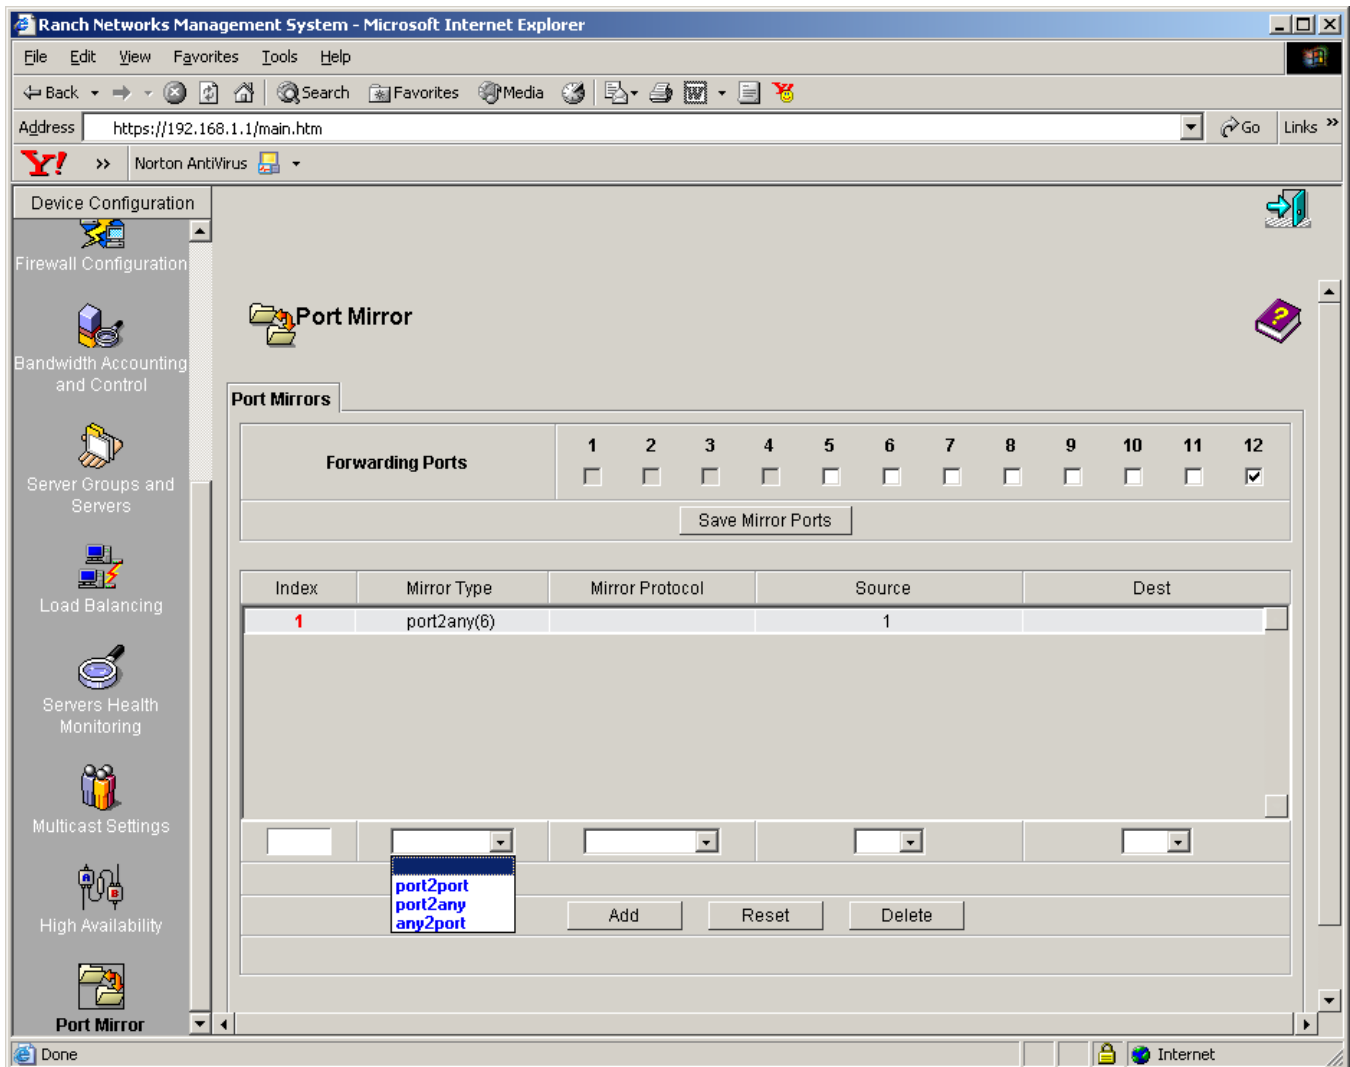 Ranch Networks Management System - Microsoft Internet Explorer
File Edit View Favorites Tools Help
Back Search Favorites Media
Address https://192.168.1.1/main.htm Go Links »
Y! » Norton AntiVirus
Device Configuration
Firewall Configuration
Bandwidth Accounting
and Control
Server Groups and
Servers
Load Balancing
Servers Health
Monitoring
Multicast Settings
High Availability
Port Mirror
Port Mirror
Port Mirrors
Forwarding Ports 1 2 3 4 5 6 7 8 9 10 11 12
Save Mirror Ports
Index Mirror Type Mirror Protocol Source Dest
1 port2any(6) 1
port2port
port2any
any2port
Add Reset Delete
Done Internet